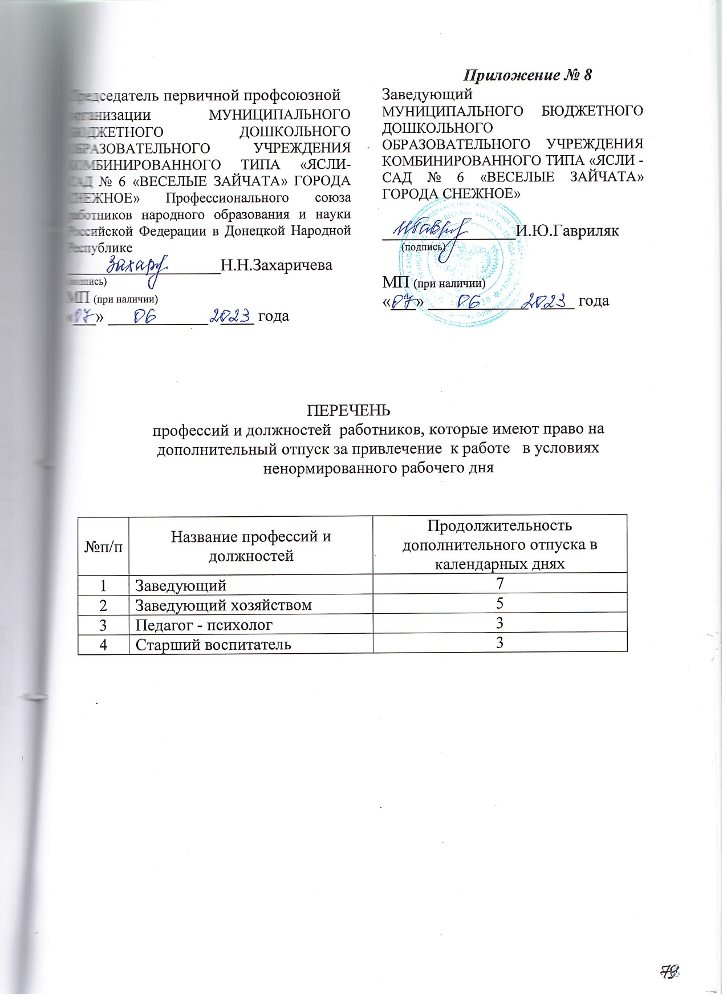 Приложение № 8
Председатель первичной профсоюзной
организации МУНИЦИПАЛЬНОГО
БЮДЖЕТНОГО ДОШКОЛЬНОГО
ОБРАЗОВАТЕЛЬНОГО УЧРЕЖДЕНИЯ
КОМБИНИРОВАННОГО ТИПА «ЯСЛИ-
САД № 6 «ВЕСЕЛЫЕ ЗАЙЧАТА» ГОРОДА
СНЕЖНОЕ» Профессионального союза
работников народного образования и науки
Российской Федерации в Донецкой Народной
Республике
Н.Н.Захаричева
(подпись)
МП (при наличии)
«07» 06 2023 года
Заведующий
МУНИЦИПАЛЬНОГО БЮДЖЕТНОГО
ДОШКОЛЬНОГО
ОБРАЗОВАТЕЛЬНОГО УЧРЕЖДЕНИЯ
КОМБИНИРОВАННОГО ТИПА «ЯСЛИ -
САД № 6 «ВЕСЕЛЫЕ ЗАЙЧАТА»
ГОРОДА СНЕЖНОЕ»
И.Ю.Гавриляк
(подпись)
МП (при наличии)
«07» 06 2023 года
ПЕРЕЧЕНЬ
профессий и должностей работников, которые имеют право на
дополнительный отпуск за привлечение к работе в условиях
ненормированного рабочего дня
№п/п Название профессий и должностей Продолжительность дополнительного отпуска в календарных днях
1 Заведующий 7
2 Заведующий хозяйством 5
3 Педагог - психолог 3
4 Старший воспитатель 3